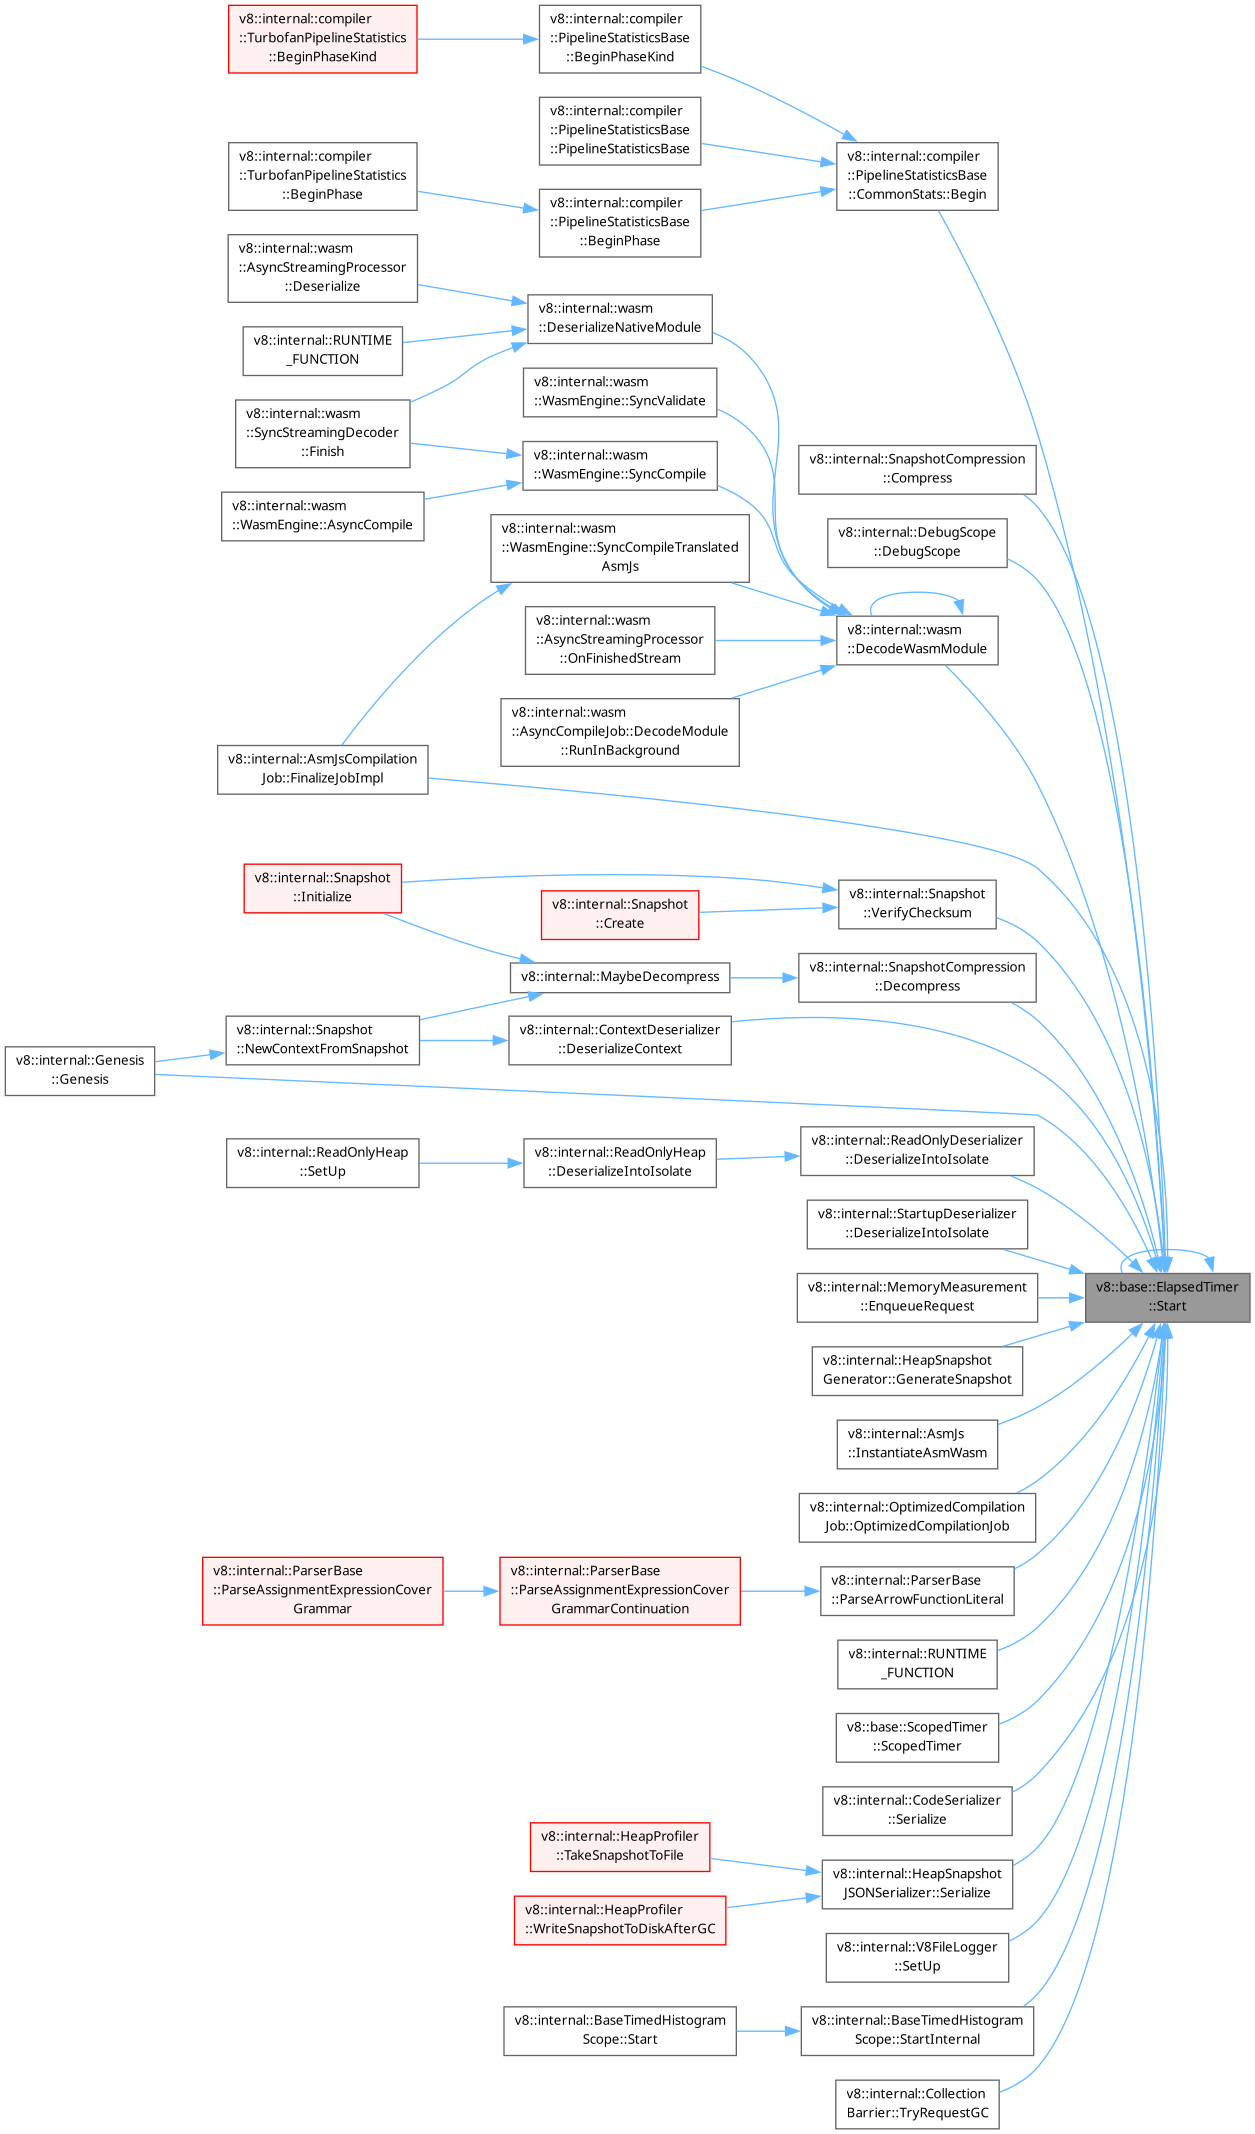 v8::internal::compiler
::TurbofanPipelineStatistics
::BeginPhaseKind
v8::internal::compiler
::PipelineStatisticsBase
::BeginPhaseKind
v8::internal::compiler
::PipelineStatisticsBase
::PipelineStatisticsBase
v8::internal::compiler
::TurbofanPipelineStatistics
::BeginPhase
v8::internal::compiler
::PipelineStatisticsBase
::CommonStats::Begin
v8::internal::compiler
::PipelineStatisticsBase
::BeginPhase
v8::internal::wasm
::AsyncStreamingProcessor
::Deserialize
v8::internal::wasm
::DeserializeNativeModule
v8::internal::RUNTIME
_FUNCTION
v8::internal::wasm
::WasmEngine::SyncValidate
v8::internal::wasm
::SyncStreamingDecoder
::Finish
v8::internal::wasm
::WasmEngine::SyncCompile
v8::internal::SnapshotCompression
::Compress
v8::internal::wasm
::WasmEngine::AsyncCompile
v8::internal::wasm
::WasmEngine::SyncCompileTranslated
AsmJs
v8::internal::DebugScope
::DebugScope
v8::internal::wasm
::AsyncStreamingProcessor
::OnFinishedStream
v8::internal::wasm
::DecodeWasmModule
v8::internal::wasm
::AsyncCompileJob::DecodeModule
::RunInBackground
v8::internal::AsmJsCompilation
Job::FinalizeJobImpl
v8::internal::Snapshot
::Initialize
v8::internal::Snapshot
::Create
v8::internal::Snapshot
::VerifyChecksum
v8::internal::MaybeDecompress
v8::internal::SnapshotCompression
::Decompress
v8::internal::Snapshot
::NewContextFromSnapshot
v8::internal::ContextDeserializer
::DeserializeContext
v8::internal::Genesis
::Genesis
v8::internal::ReadOnlyHeap
::SetUp
v8::internal::ReadOnlyHeap
::DeserializeIntoIsolate
v8::internal::ReadOnlyDeserializer
::DeserializeIntoIsolate
v8::internal::StartupDeserializer
::DeserializeIntoIsolate
v8::internal::MemoryMeasurement
::EnqueueRequest
v8::base::ElapsedTimer
::Start
v8::internal::HeapSnapshot
Generator::GenerateSnapshot
v8::internal::AsmJs
::InstantiateAsmWasm
v8::internal::OptimizedCompilation
Job::OptimizedCompilationJob
v8::internal::ParserBase
::ParseAssignmentExpressionCover
Grammar
v8::internal::ParserBase
::ParseAssignmentExpressionCover
GrammarContinuation
v8::internal::ParserBase
::ParseArrowFunctionLiteral
v8::internal::RUNTIME
_FUNCTION
v8::base::ScopedTimer
::ScopedTimer
v8::internal::CodeSerializer
::Serialize
v8::internal::HeapProfiler
::TakeSnapshotToFile
v8::internal::HeapSnapshot
JSONSerializer::Serialize
v8::internal::HeapProfiler
::WriteSnapshotToDiskAfterGC
v8::internal::V8FileLogger
::SetUp
v8::internal::BaseTimedHistogram
Scope::Start
v8::internal::BaseTimedHistogram
Scope::StartInternal
v8::internal::Collection
Barrier::TryRequestGC